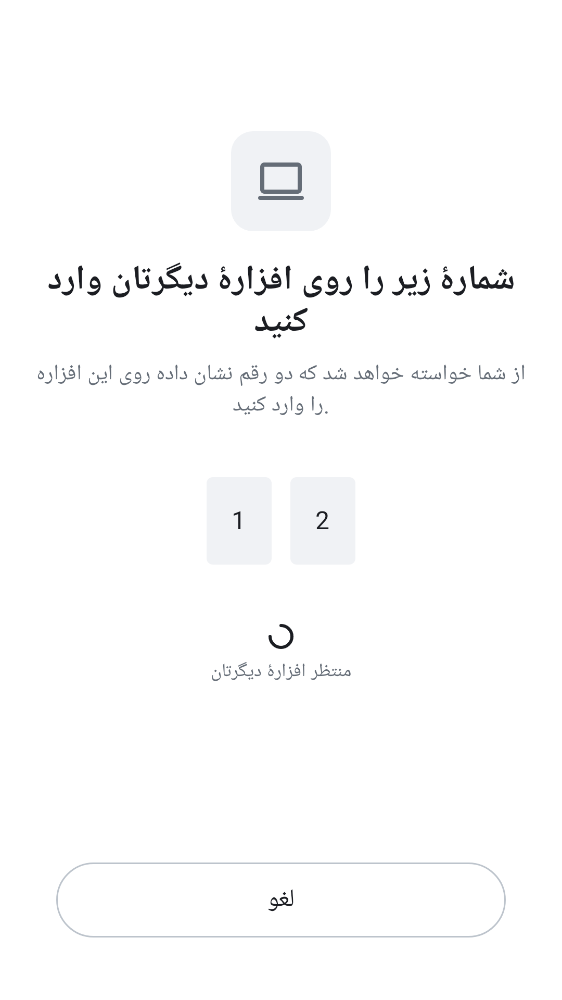 شمارهٔ زیر را روی افزارهٔ دیگرتان وارد
کنید
از شما خواسته خواهد شد که دو رقم نشان داده روی این افزاره
را وارد کنید.
1 2
منتظر افزارهٔ دیگرتان
لغو